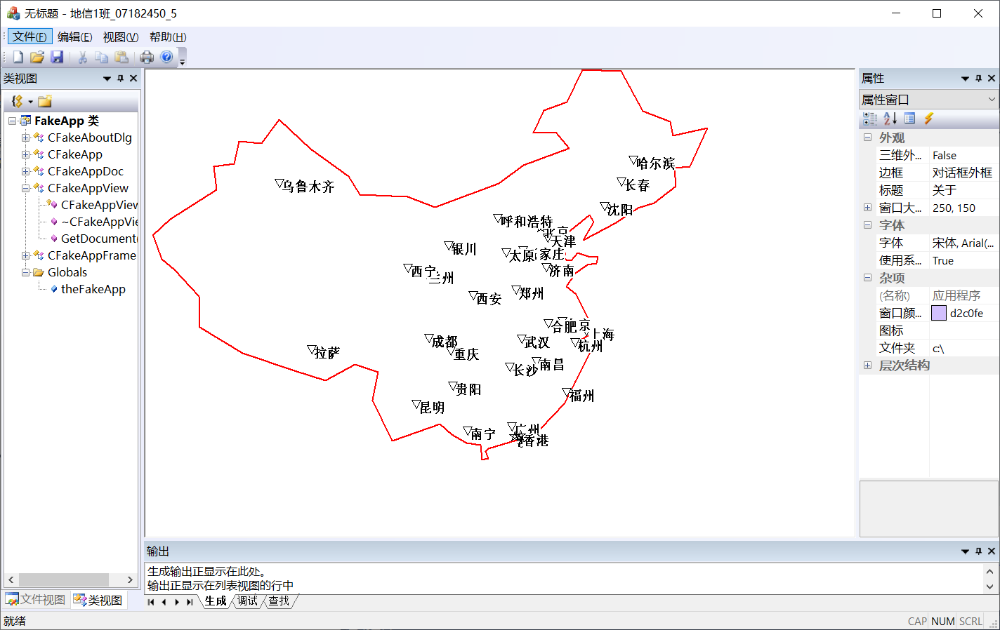 无标题 - 地信1班_07182450_5
文件(F) 编辑(E) 视图(V) 帮助(H)
类视图
FakeApp 类
CFakeAboutDlg
CFakeApp
CFakeAppDoc
CFakeAppView
CFakeAppView
~CFakeAppVie
GetDocument(
CFakeAppFrame
Globals
theFakeApp
文件视图 类视图
哈尔滨
长春
乌鲁木齐
沈阳
呼和浩特
北京
天津
银川
太原
家庄
济南
西宁
兰州
郑州
西安
合肥
京
上海
成都
武汉
杭州
拉萨
重庆
南昌
长沙
贵阳
福州
昆明
广州
南宁
香港
属性
属性窗口
外观
三维外... False
边框 对话框外框
标题 关于
窗口大... 250, 150
字体
字体 宋体, Arial(...
使用系... True
杂项
(名称) 应用程序
窗口颜... d2c0fe
图标
文件夹 c:\
层次结构
输出
生成输出正显示在此处。
输出正显示在列表视图的行中
生成 调试 查找
就绪
CAP NUM SCRL